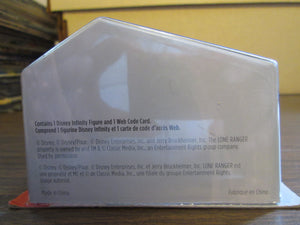 Contains 1 Disney Infinity Figure and 1 Web Code Card.
Comprend 1 figurine Disney Infinity et 1 carte de code d'accès Web.
© Disney. © Disney/Pixar. © Disney Enterprises, Inc. and Jerry Bruckheimer, Inc. The LONE RANGER
property is owned by and TM & © Classic Media, Inc., an Entertainment Rights group company.
Used by permission.
© Disney. © Disney/Pixar. © Disney Enterprises, Inc. et Jerry Bruckheimer, Inc. LONE RANGER est
une propriété et MC et © de Classic Media, Inc., une filiale du groupe Entertainment Rights.
Utilisé avec autorisation.
Made in China. Fabriqué en Chine.